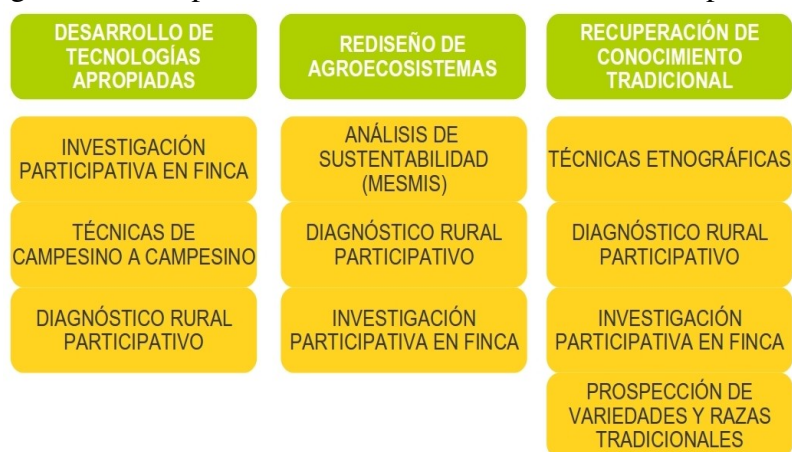 DESARROLLO DE
TECNOLOGÍAS
APROPIADAS
INVESTIGACIÓN
PARTICIPATIVA EN FINCA
TÉCNICAS DE
CAMPESINO A CAMPESINO
DIAGNÓSTICO RURAL
PARTICIPATIVO
REDISEÑO DE
AGROECOSISTEMAS
ANÁLISIS DE
SUSTENTABILIDAD
(MESMIS)
DIAGNÓSTICO RURAL
PARTICIPATIVO
INVESTIGACIÓN
PARTICIPATIVA EN FINCA
RECUPERACIÓN DE
CONOCIMIENTO
TRADICIONAL
TÉCNICAS ETNOGRÁFICAS
DIAGNÓSTICO RURAL
PARTICIPATIVO
INVESTIGACIÓN
PARTICIPATIVA EN FINCA
PROSPECCIÓN DE
VARIEDADES Y RAZAS
TRADICIONALES